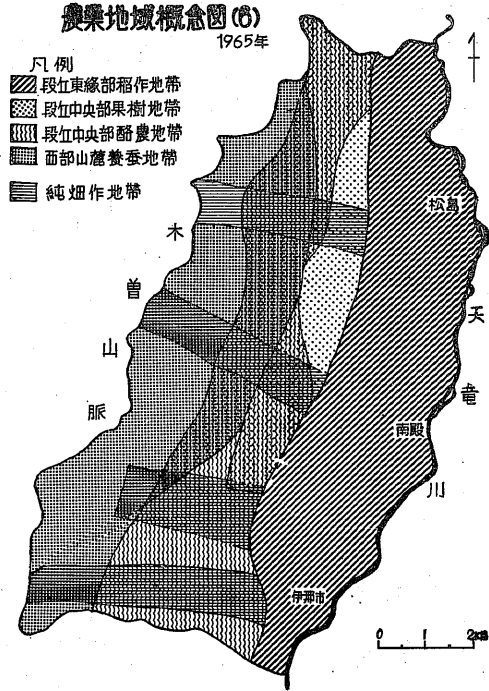 農業地域概念図(6)
1965年
凡例
段丘東縁部稲作地帯
段丘中央部果樹地帯
段丘中央部酪農地帯
西部山麓養蚕地帯
純畑作地帯
木曽山脈
天竜川
松島
南殿
伊那市
0 1 2km